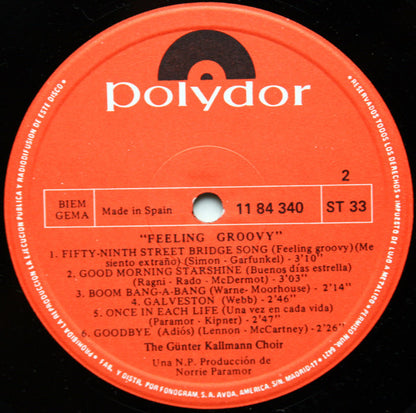 polydor
2
BIEM
GEMA
Made in Spain
11 84 340
ST 33
"FEELING GROOVY"
1. FIFTY-NINTH STREET BRIDGE SONG (Feeling groovy)(Me
siento extraño).(Simon - Garfunkel) - 3'10"
2. GOOD MORNING STARSHINE (Buenos días estrella)
(Ragni - Rado - McDermot) - 3'03"
3. BOOM BANG-A-BANG (Warne- Moorhouse) - 2'14"
4. GALVESTON (Webb) - 2'46"
5. ONCE IN EACH LIFE (Una vez en cada vida)
(Paramor - Kipner) - 2'47"
6. GOODBYE (Adiós) (Lennon - McCartney) - 2'26"
The Günter Kallmann Choir
Una N.P. Producción de
Norrie Paramor
RESERVADOS TODOS LOS DERECHOS - IMPUESTO DE LUJO A METALICO - PERMISO NUM. 5621
PROHIBIDA LA REPRODUCCION EJECUCION PUBLICA Y RADIODIFUSION DE ESTE DISCO
FAB. Y DIST. POR FONOGRAM, S. A. AVDA. AMERICA, S/N. MADRID-17